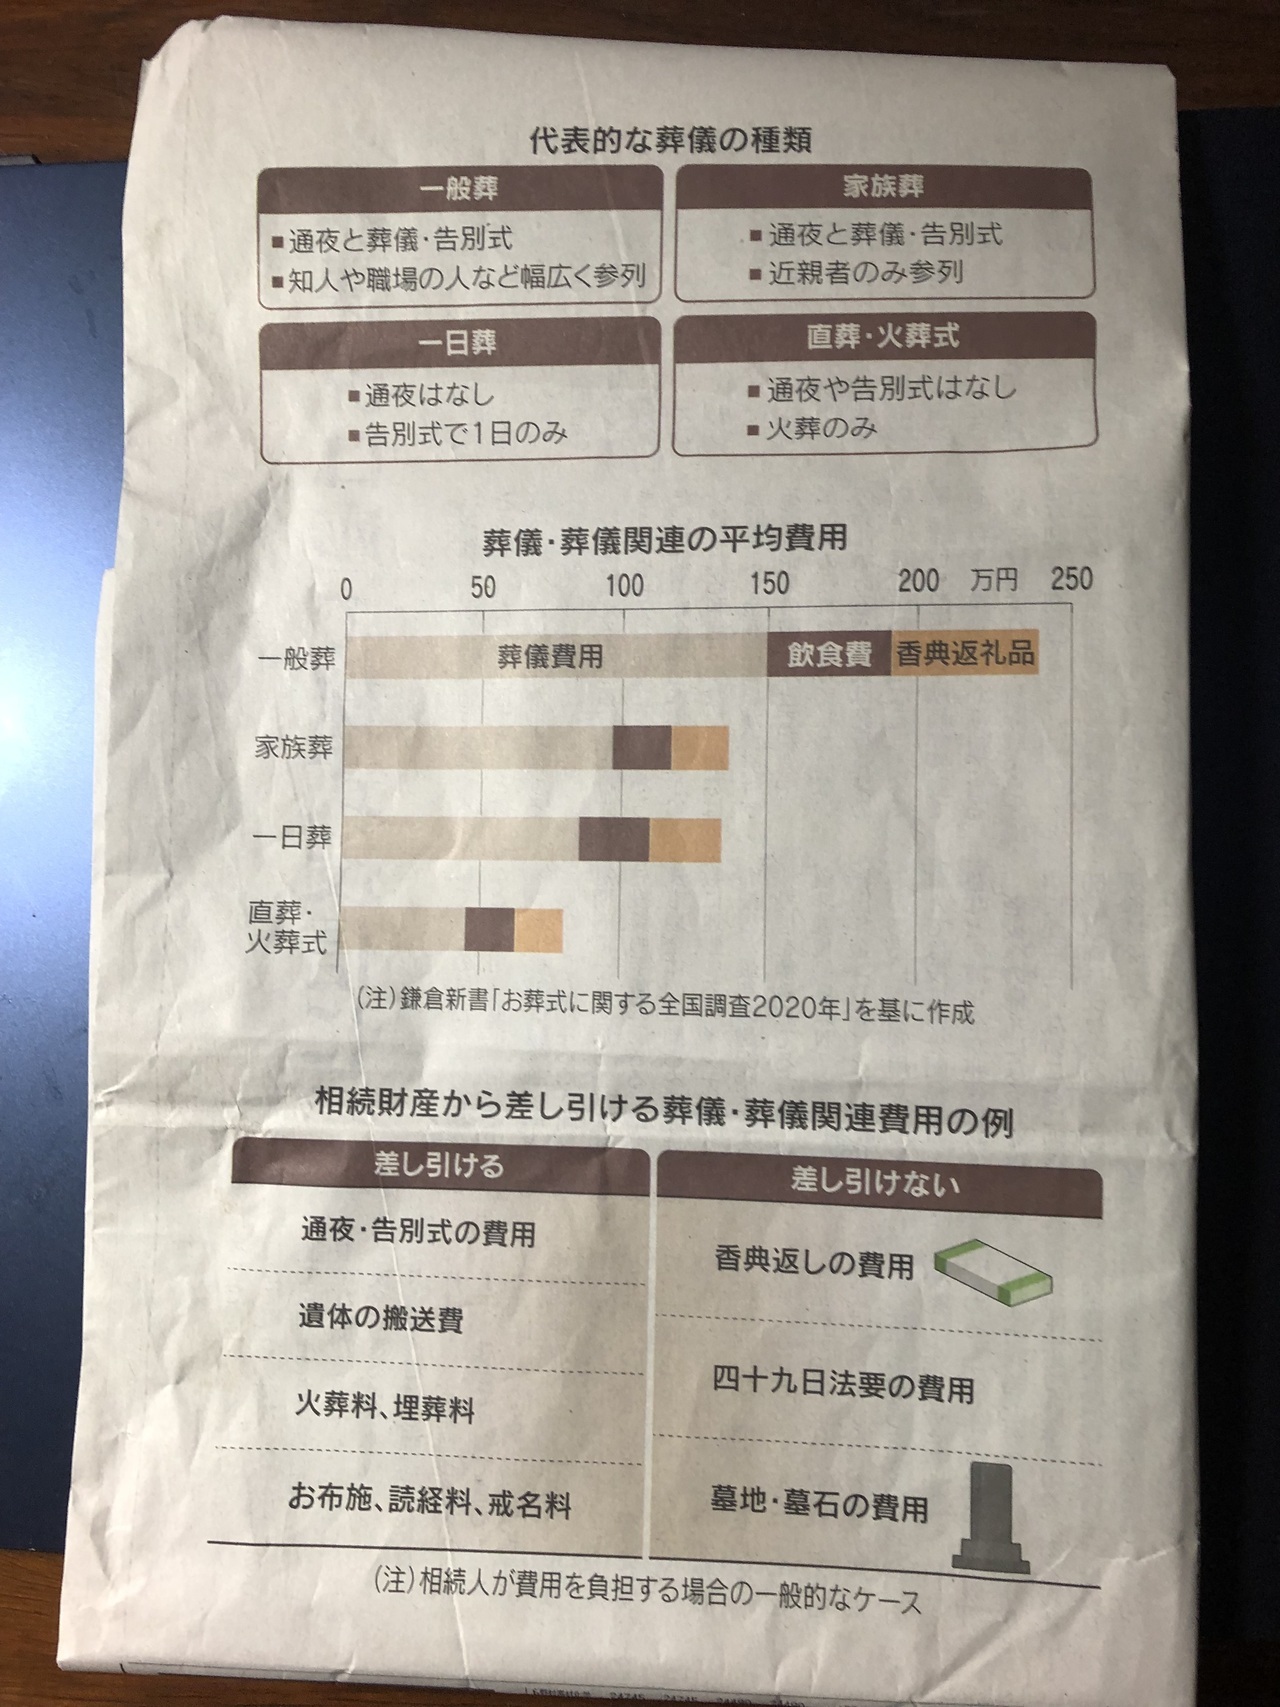 代表的な葬儀の種類
一般葬
■通夜と葬儀・告別式
■知人や職場の人など幅広く参列
家族葬
■通夜と葬儀・告別式
■近親者のみ参列
一日葬
■通夜はなし
■告別式で1日のみ
直葬・火葬式
■通夜や告別式はなし
■火葬のみ
葬儀・葬儀関連の平均費用
0 50 100 150 200 万円 250
一般葬 葬儀費用 飲食費 香典返礼品
家族葬
一日葬
直葬・
火葬式
(注)鎌倉新書「お葬式に関する全国調査2020年」を基に作成
相続財産から差し引ける葬儀・葬儀関連費用の例
差し引ける
通夜・告別式の費用
遺体の搬送費
火葬料、埋葬料
お布施、読経料、戒名料
差し引けない
香典返しの費用
四十九日法要の費用
墓地・墓石の費用
(注)相続人が費用を負担する場合の一般的なケース